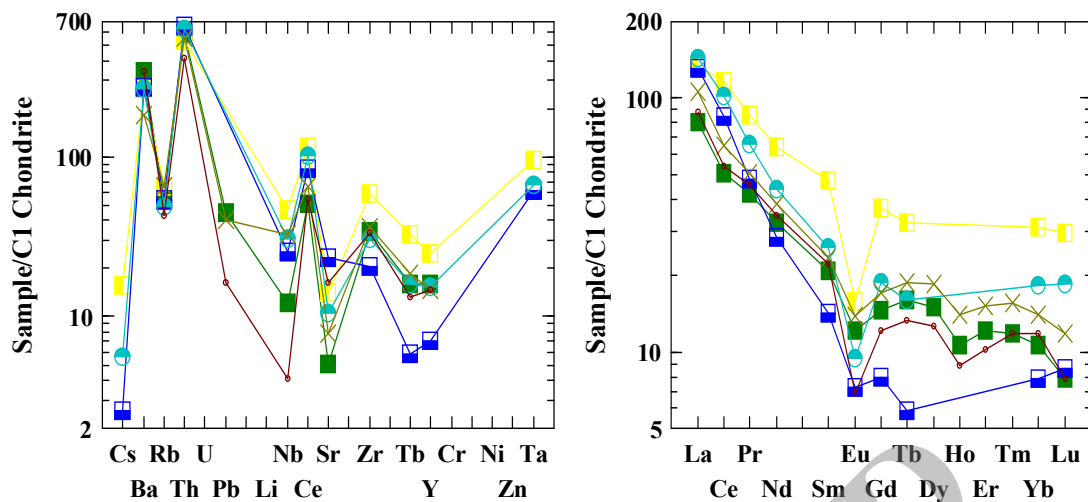 700
100
10
2
Sample/C1 Chondrite
Cs Rb U Nb Sr Zr Tb Cr Ni Ta
Ba Th Pb Li Ce Y Zn
200
100
10
5
Sample/C1 Chondrite
La Pr Eu Tb Ho Tm Lu
Ce Nd Sm Gd Dy Er Yb